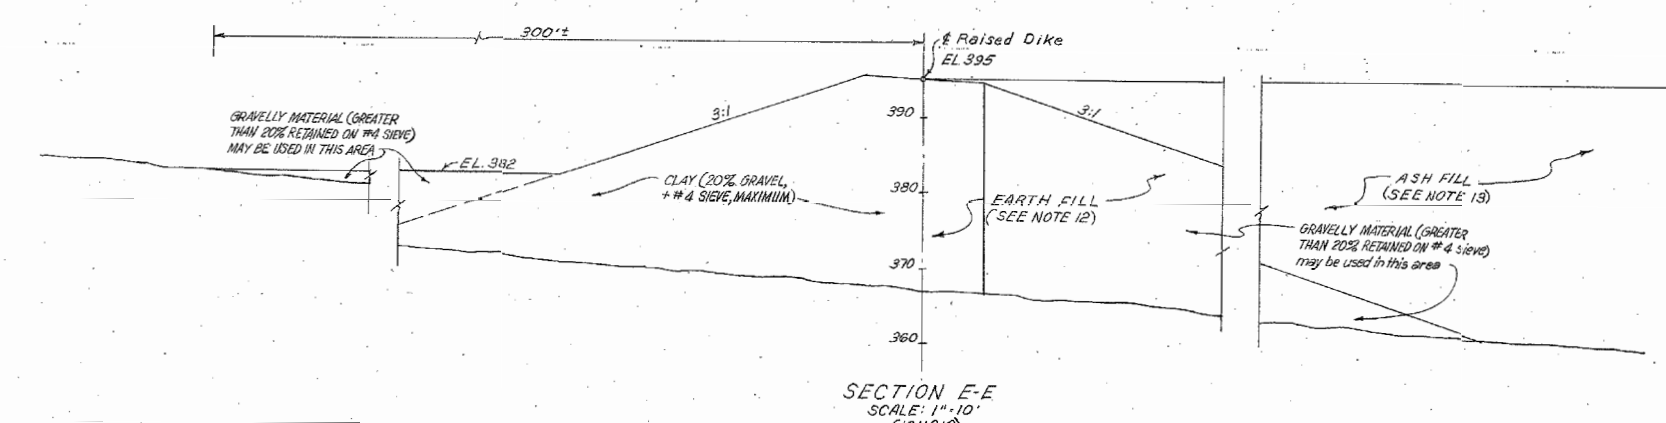 300'±
℄ Raised Dike
EL. 395
GRAVELLY MATERIAL (GREATER
THAN 20% RETAINED ON #4 SIEVE)
MAY BE USED IN THIS AREA
EL. 382
3:1
390
3:1
CLAY (20% GRAVEL,
+ #4 SIEVE, MAXIMUM)
380
EARTH FILL
(SEE NOTE 12)
ASH FILL
(SEE NOTE 13)
GRAVELLY MATERIAL (GREATER
THAN 20% RETAINED ON #4 sieve)
may be used in this area
370
360
SECTION E-E
SCALE: 1"=10'